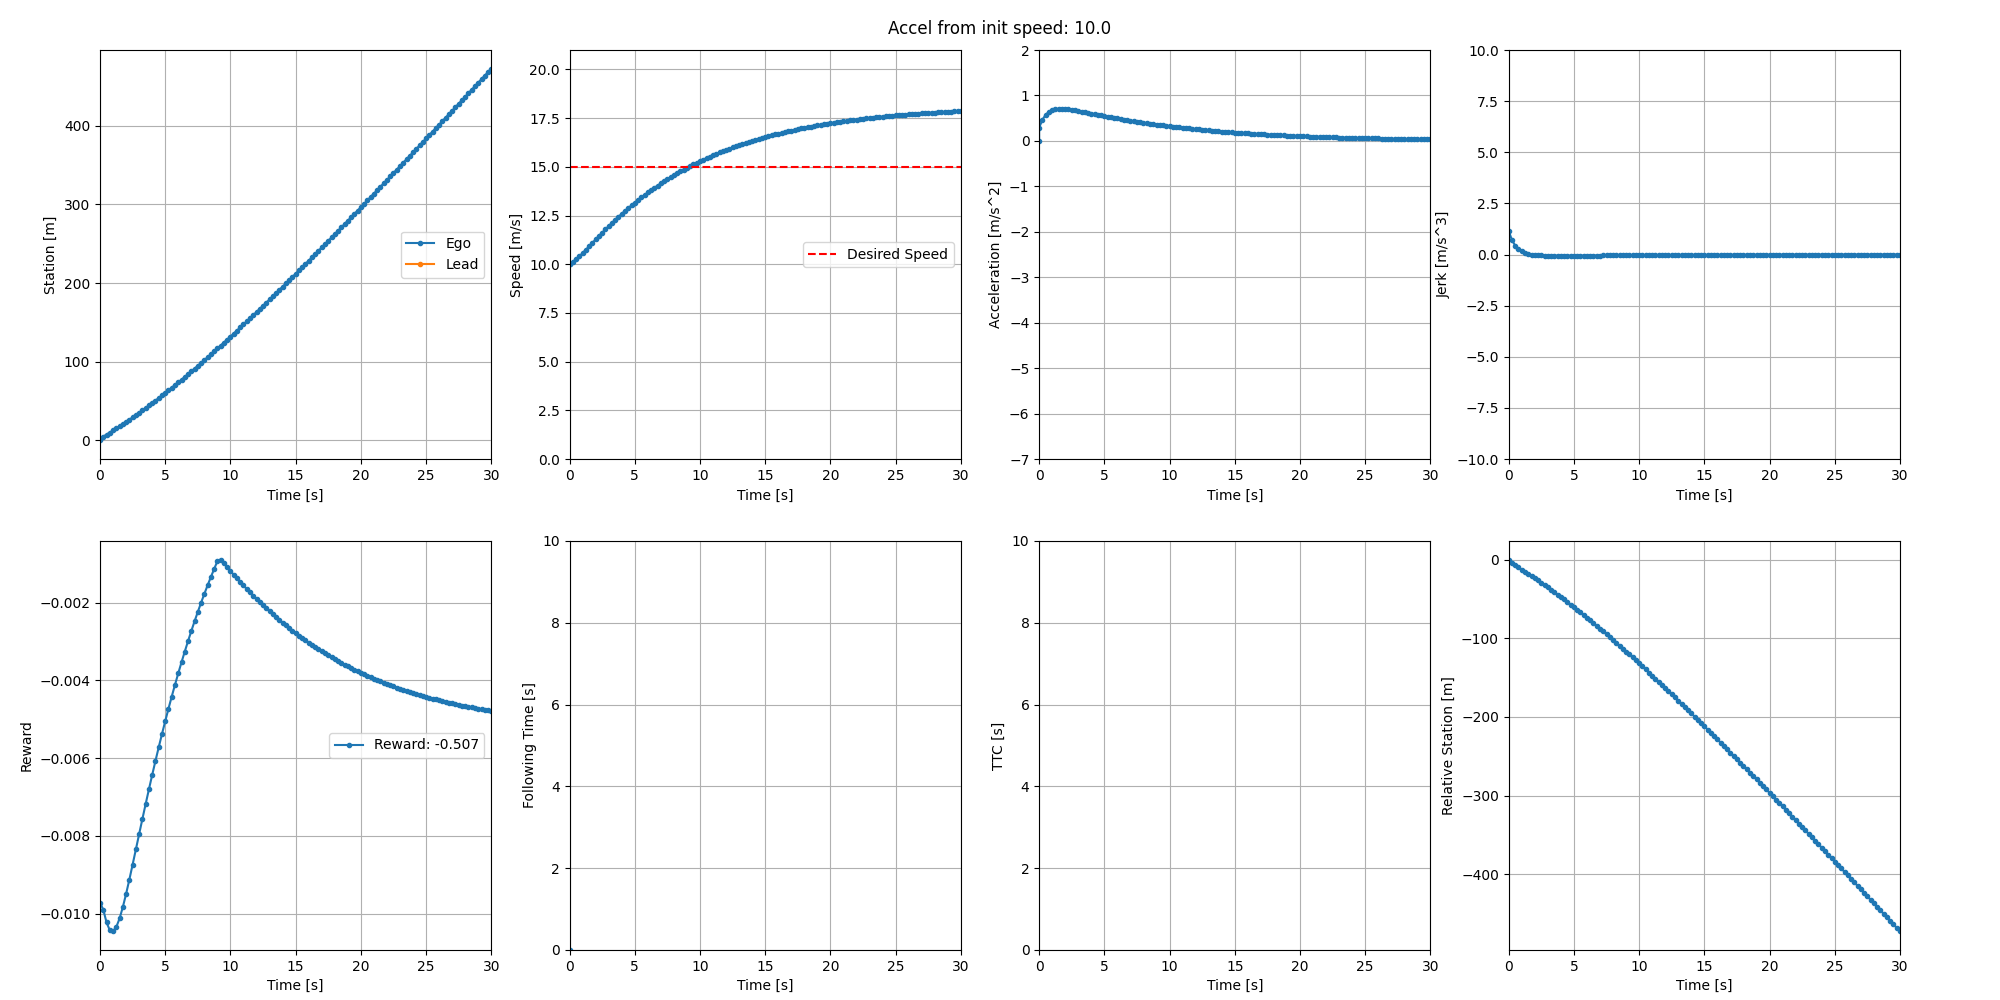 Accel from init speed: 10.0
Station [m]
400
300
200
100
0
0 5 10 15 20 25 30
Time [s]
Ego
Lead
Speed [m/s]
20.0
17.5
15.0
12.5
10.0
7.5
5.0
2.5
0.0
0 5 10 15 20 25 30
Time [s]
Desired Speed
Acceleration [m/s^2]
2
1
0
−1
−2
−3
−4
−5
−6
−7
0 5 10 15 20 25 30
Time [s]
Jerk [m/s^3]
10.0
7.5
5.0
2.5
0.0
−2.5
−5.0
−7.5
−10.0
0 5 10 15 20 25 30
Time [s]
Reward
−0.002
−0.004
−0.006
−0.008
−0.010
0 5 10 15 20 25 30
Time [s]
Reward: -0.507
Following Time [s]
10
8
6
4
2
0
0 5 10 15 20 25 30
Time [s]
TTC [s]
10
8
6
4
2
0
0 5 10 15 20 25 30
Time [s]
Relative Station [m]
0
−100
−200
−300
−400
0 5 10 15 20 25 30
Time [s]